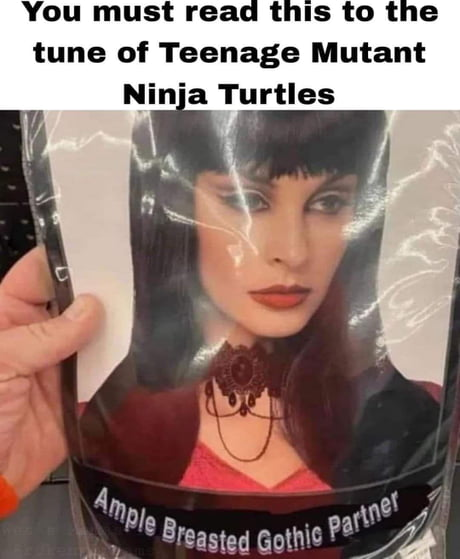 You must read this to the
tune of Teenage Mutant
Ninja Turtles
Ample Breasted Gothic Partner